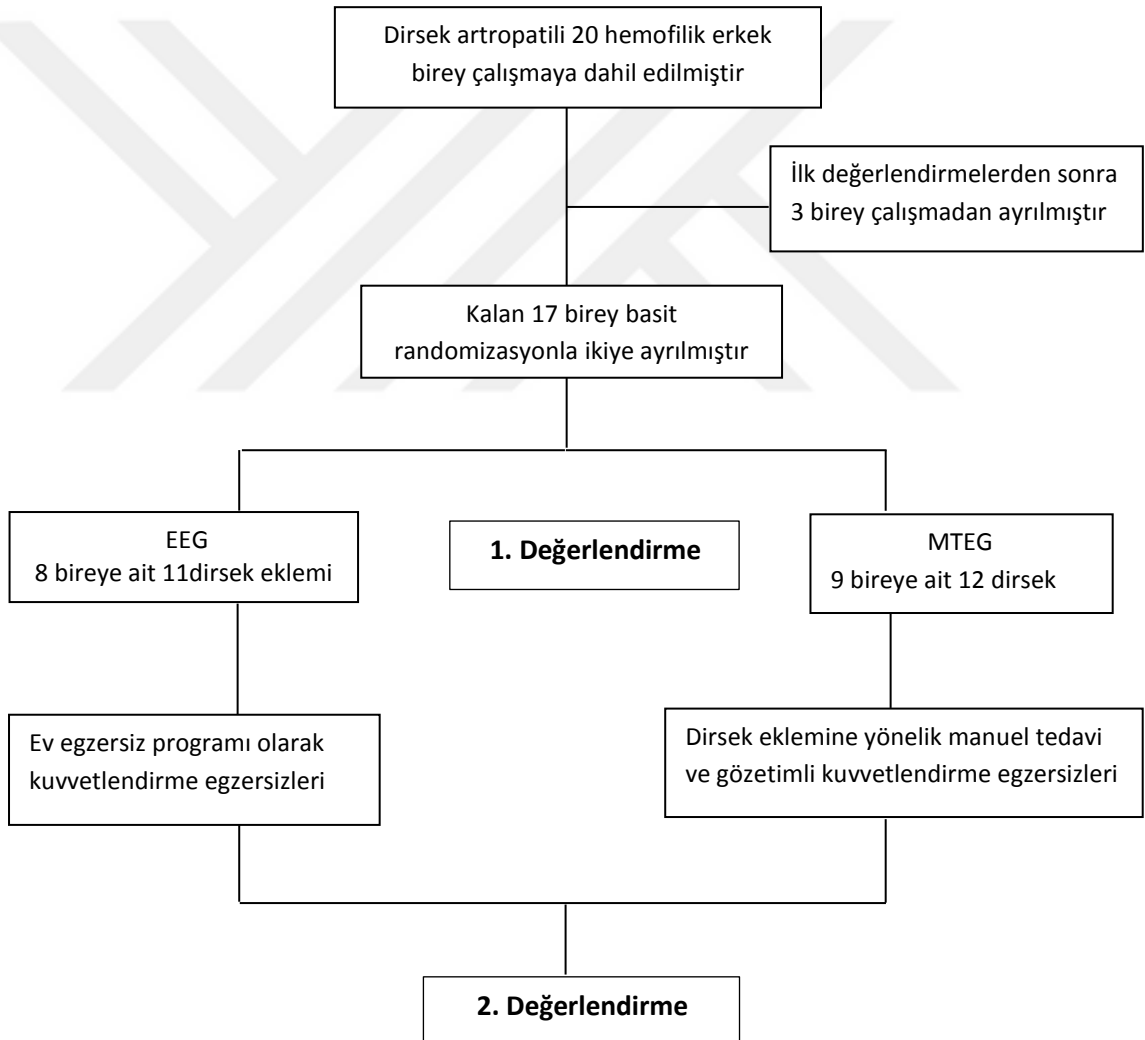 Dirsek artropatili 20 hemofilik erkek
birey çalışmaya dahil edilmiştir
İlk değerlendirmelerden sonra
3 birey çalışmadan ayrılmıştır
Kalan 17 birey basit
randomizasyonla ikiye ayrılmıştır
EEG
8 bireye ait 11dirsek eklemi
1. Değerlendirme
MTEG
9 bireye ait 12 dirsek
Ev egzersiz programı olarak
kuvvetlendirme egzersizleri
Dirsek eklemine yönelik manuel tedavi
ve gözetimli kuvvetlendirme egzersizleri
2. Değerlendirme